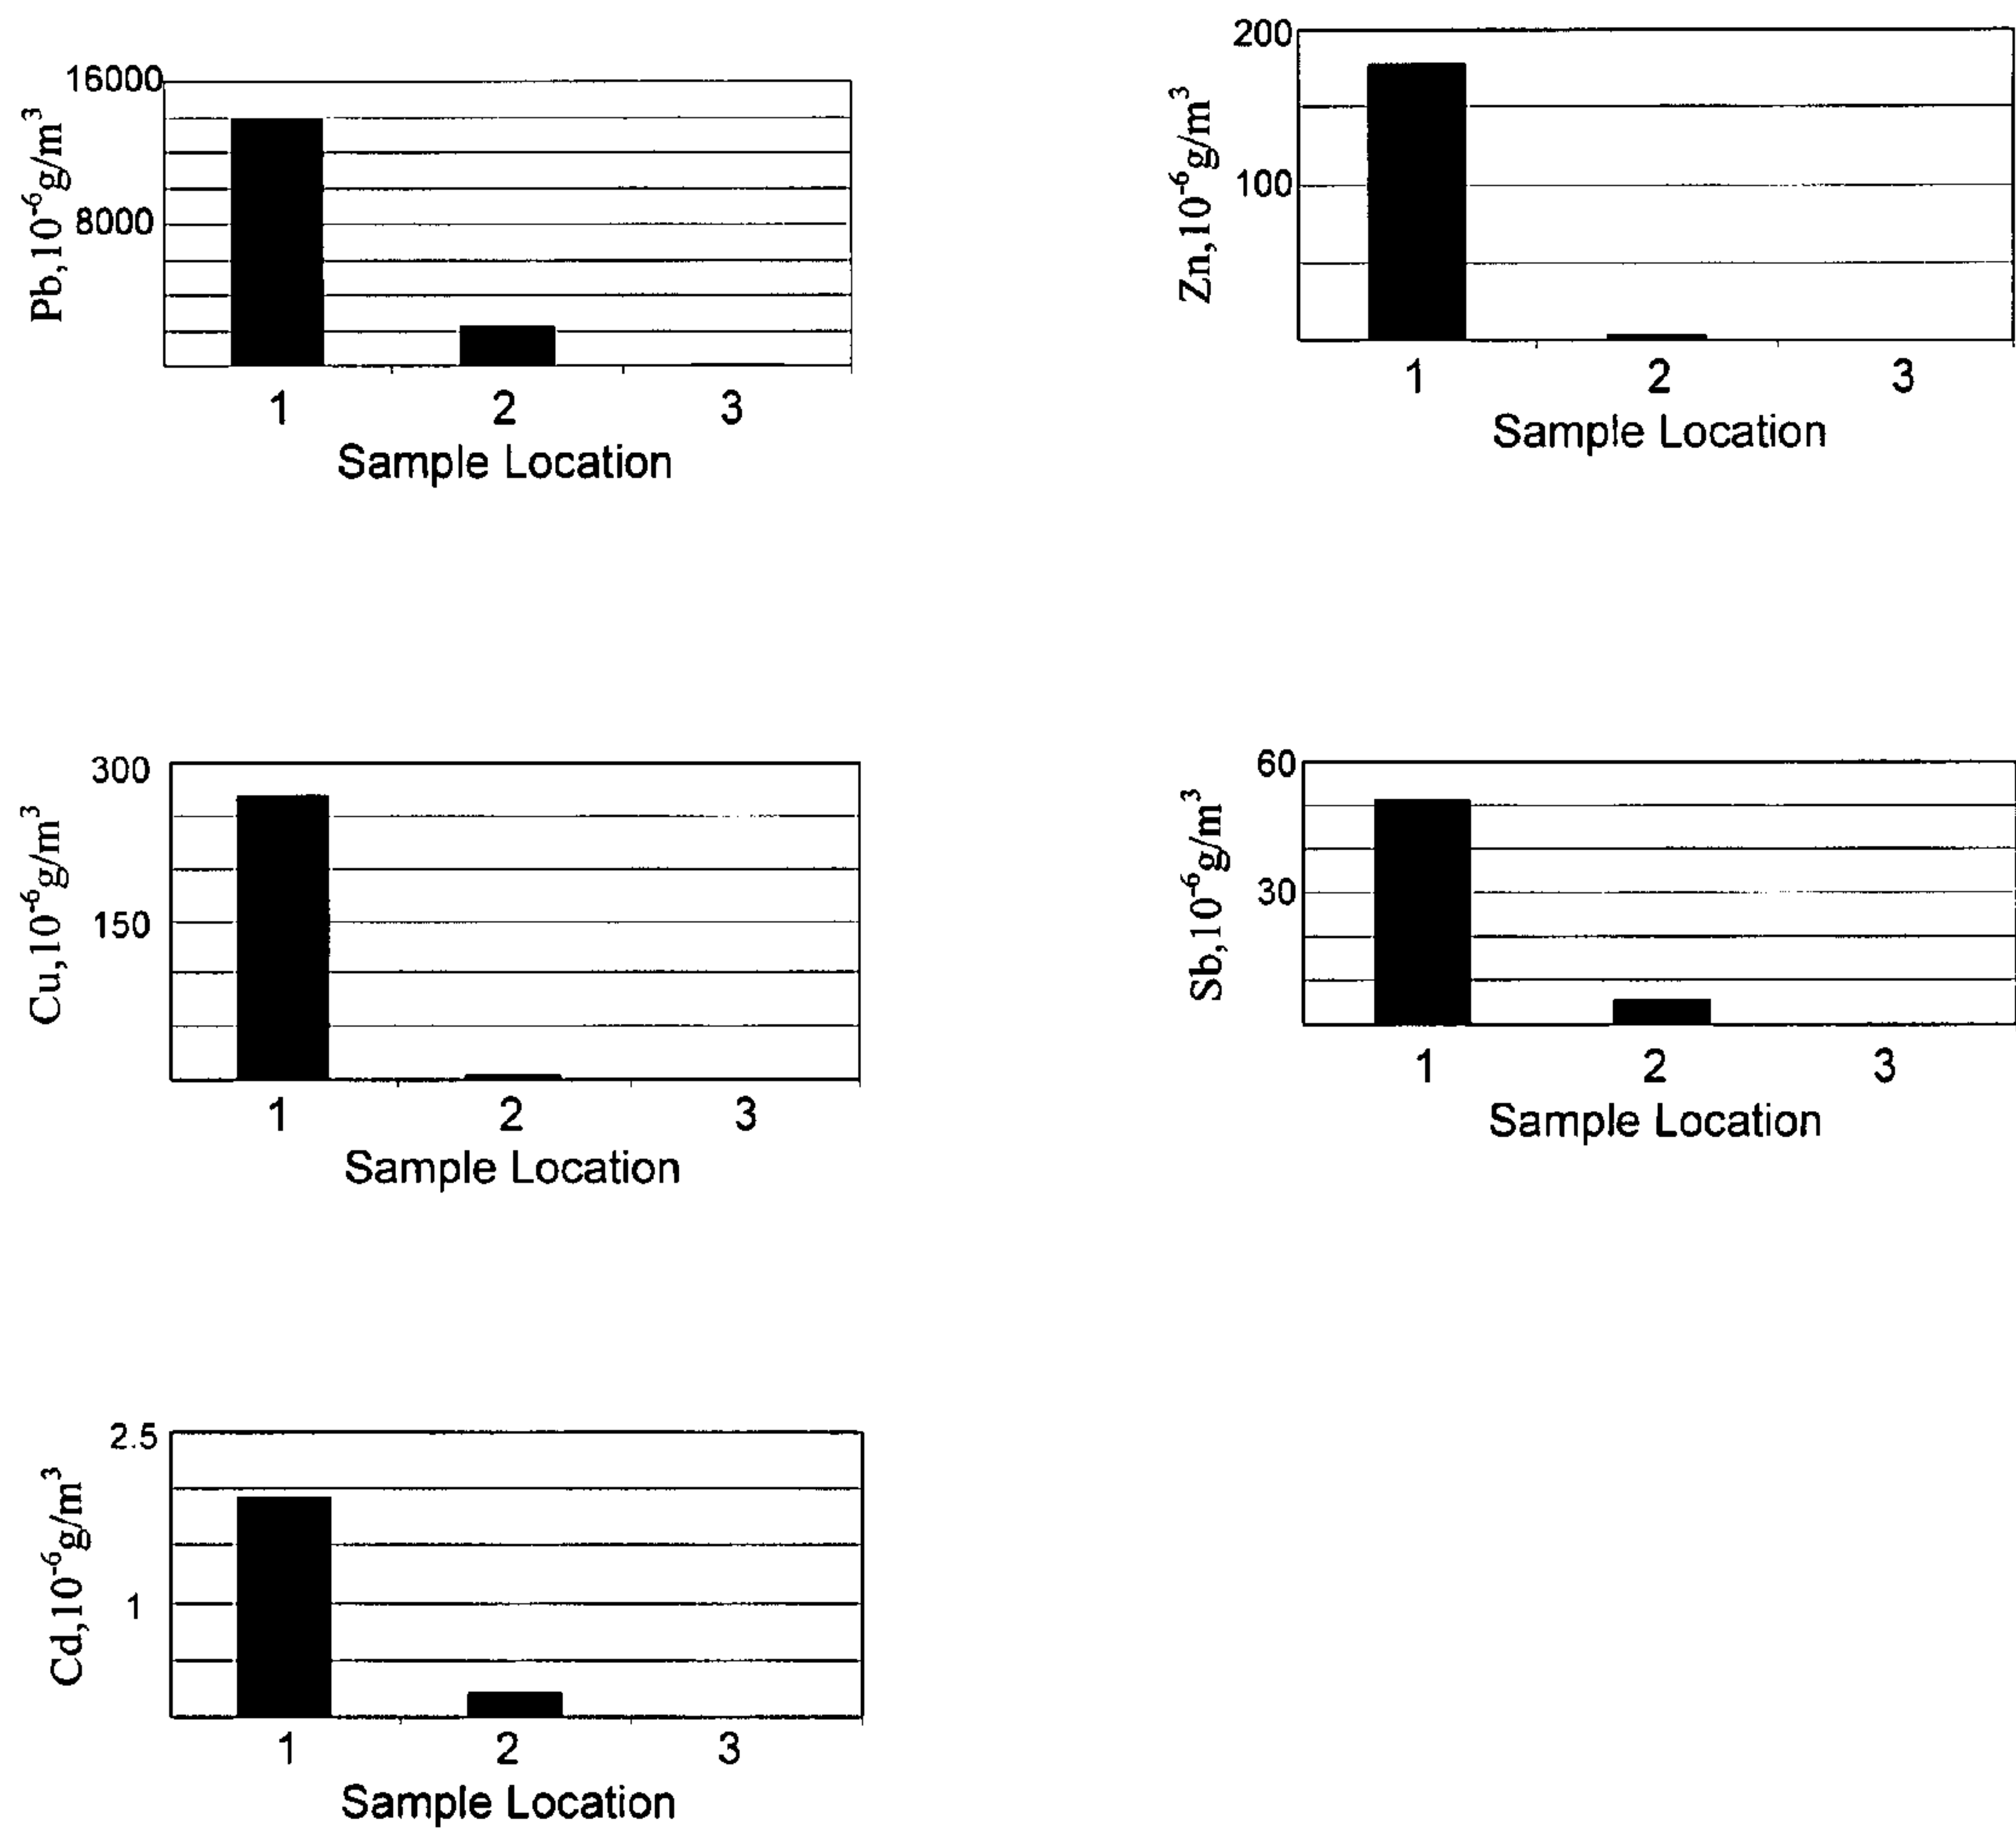 16000
8000
Pb,10⁻⁶g/m³
1 2 3
Sample Location
200
100
Zn,10⁻⁶g/m³
1 2 3
Sample Location
300
150
Cu,10⁻⁶g/m³
1 2 3
Sample Location
60
30
Sb,10⁻⁶g/m³
1 2 3
Sample Location
2.5
1
Cd,10⁻⁶g/m³
1 2 3
Sample Location